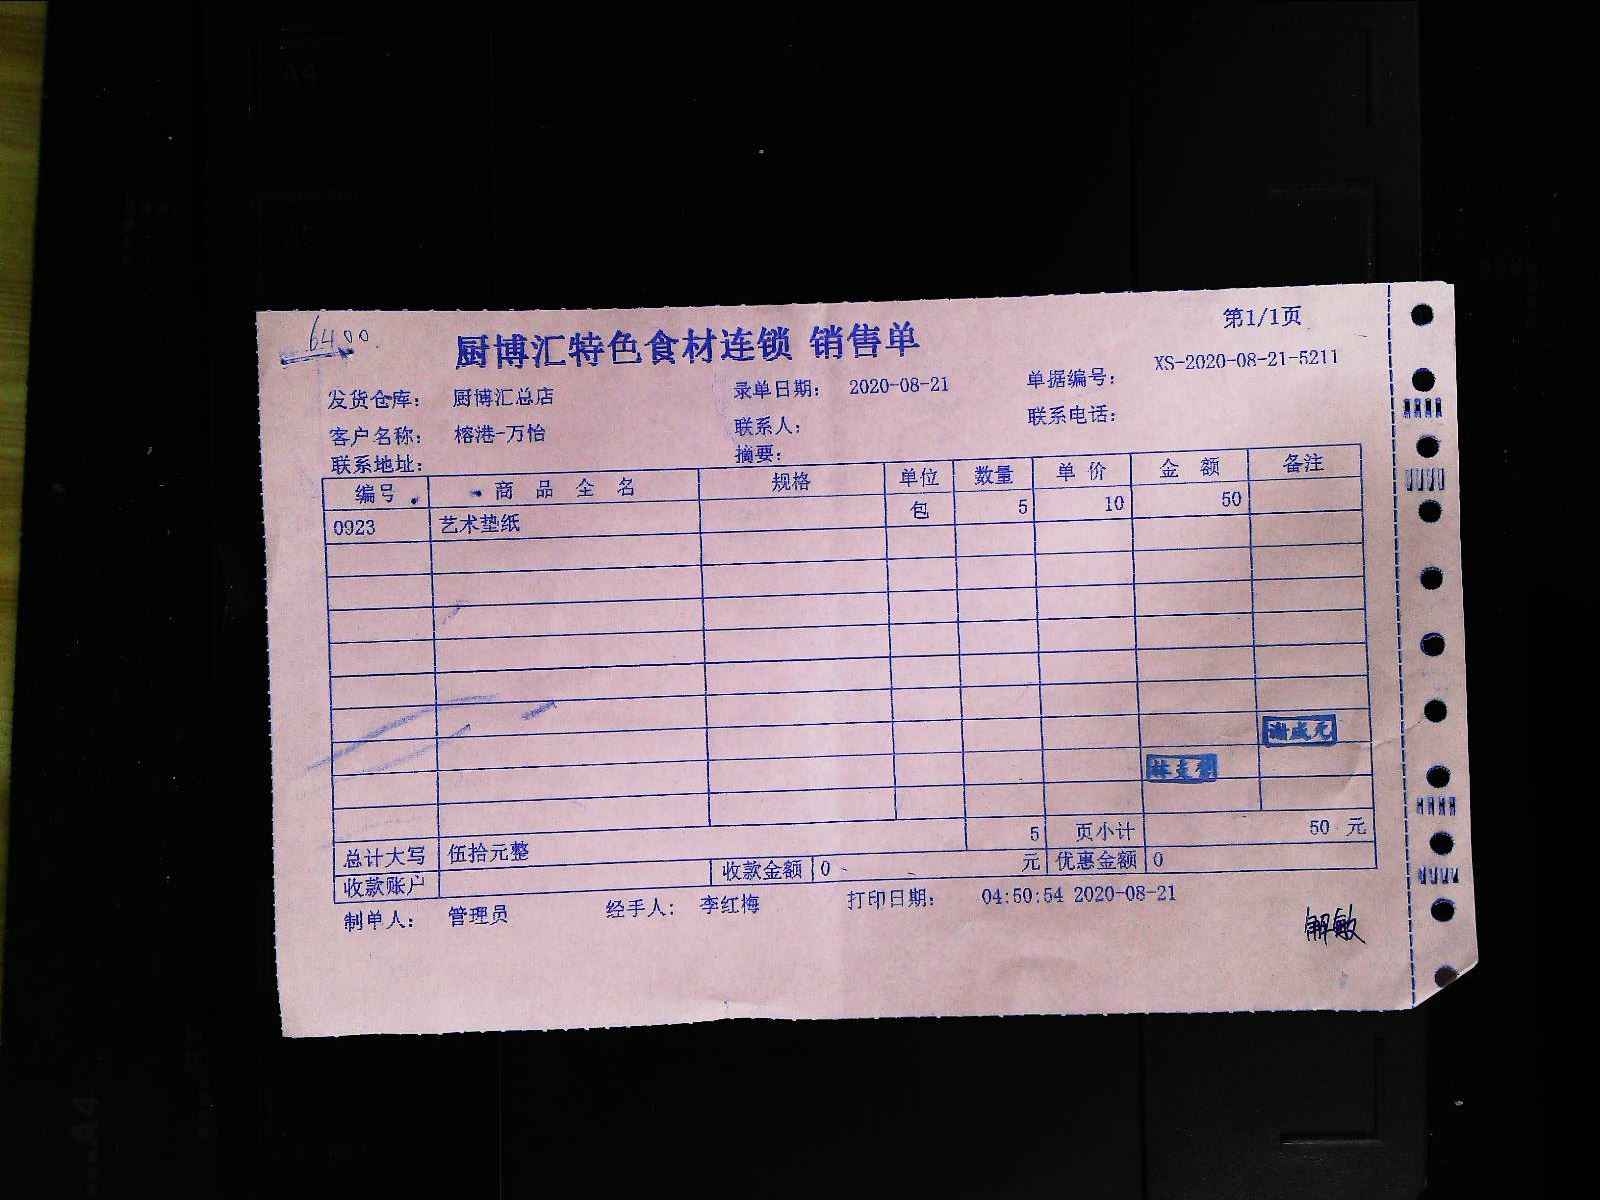 6400
厨博汇特色食材连锁 销售单
第1/1页
发货仓库： 厨博汇总店 录单日期： 2020-08-21 单据编号： XS-2020-08-21-5211
客户名称： 榕港-万怡 联系人： 联系电话：
联系地址： 摘要：
编号 商品全名 规格 单位 数量 单价 金额 备注
0923 艺术垫纸 包 5 10 50
5 页小计 50 元
总计大写 伍拾元整
收款账户 收款金额 0 元 优惠金额 0
制单人： 管理员 经手人： 李红梅 打印日期： 04:50:54 2020-08-21